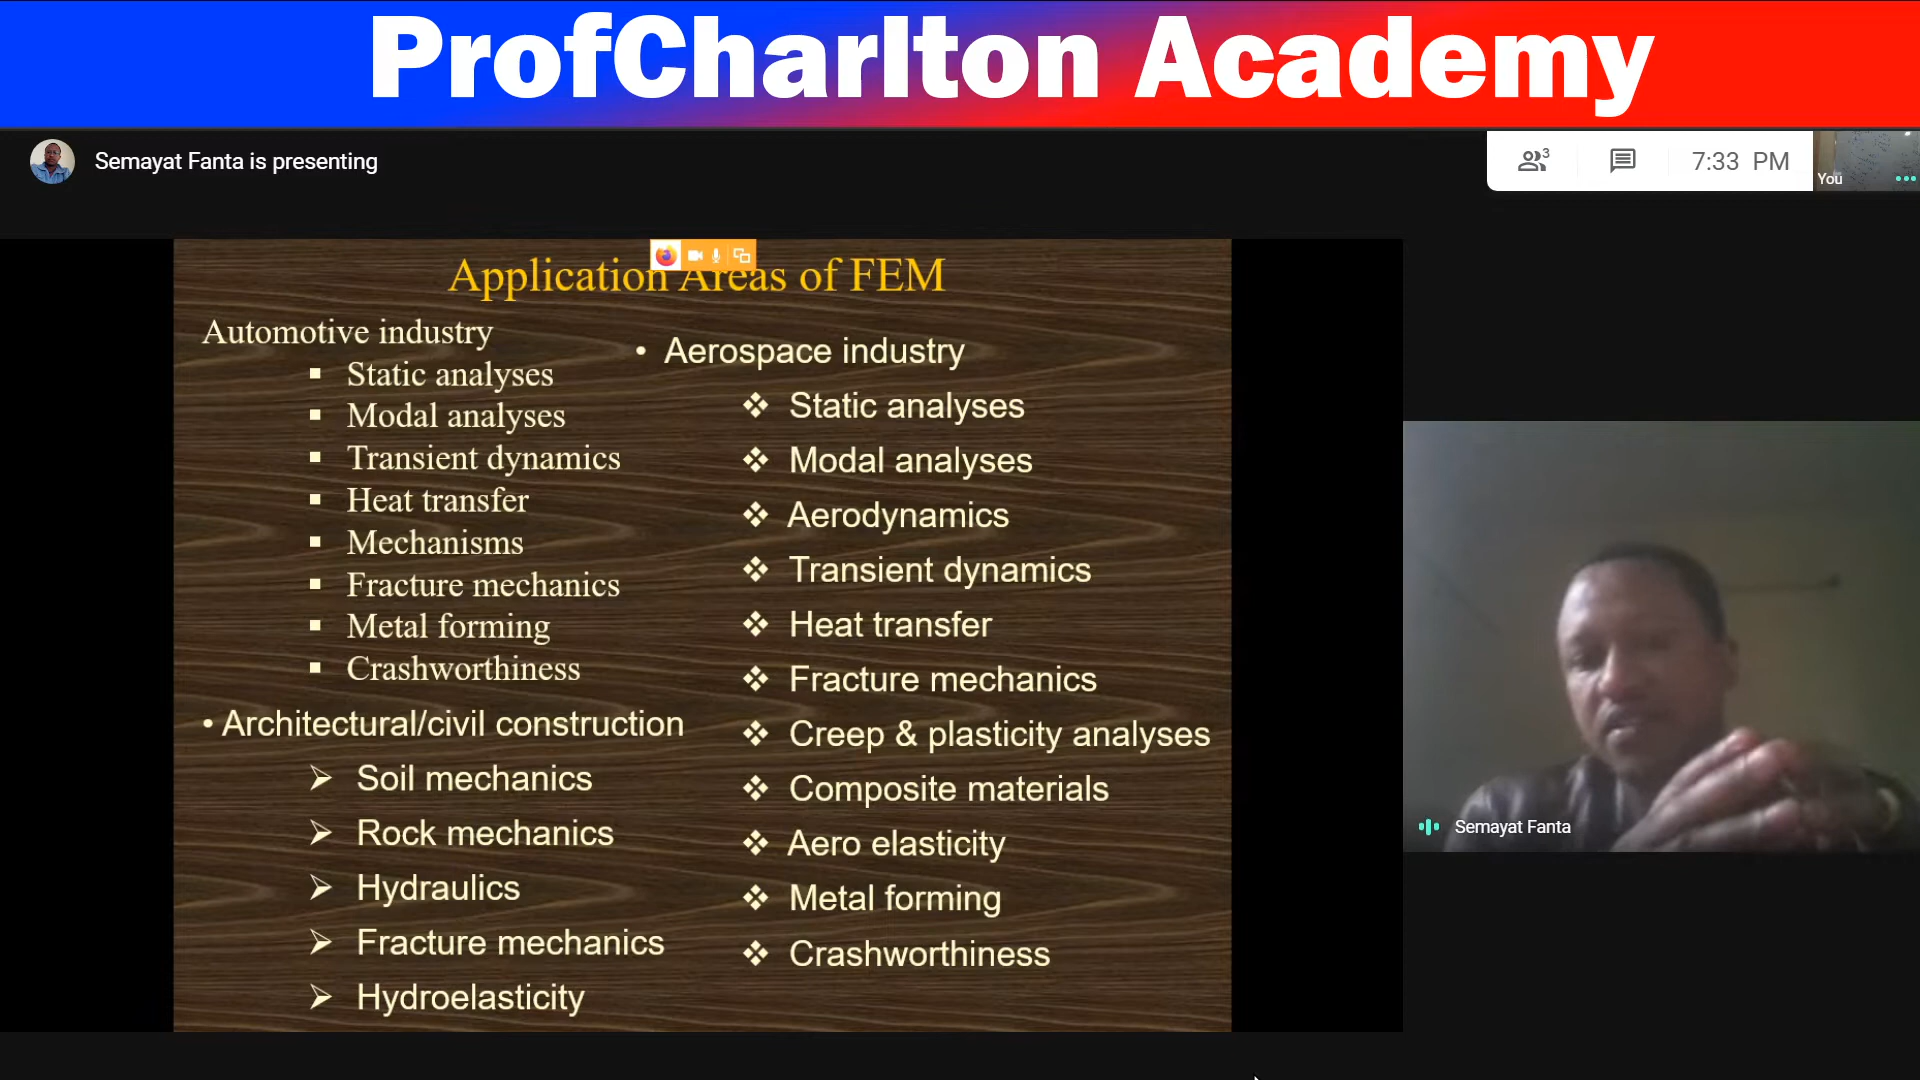 ProfCharlton Academy
Semayat Fanta is presenting
3
7:33 PM
You
Application Areas of FEM
Automotive industry
Static analyses
Modal analyses
Transient dynamics
Heat transfer
Mechanisms
Fracture mechanics
Metal forming
Crashworthiness
• Architectural/civil construction
Soil mechanics
Rock mechanics
Hydraulics
Fracture mechanics
Hydroelasticity
• Aerospace industry
Static analyses
Modal analyses
Aerodynamics
Transient dynamics
Heat transfer
Fracture mechanics
Creep & plasticity analyses
Composite materials
Aero elasticity
Metal forming
Crashworthiness
Semayat Fanta